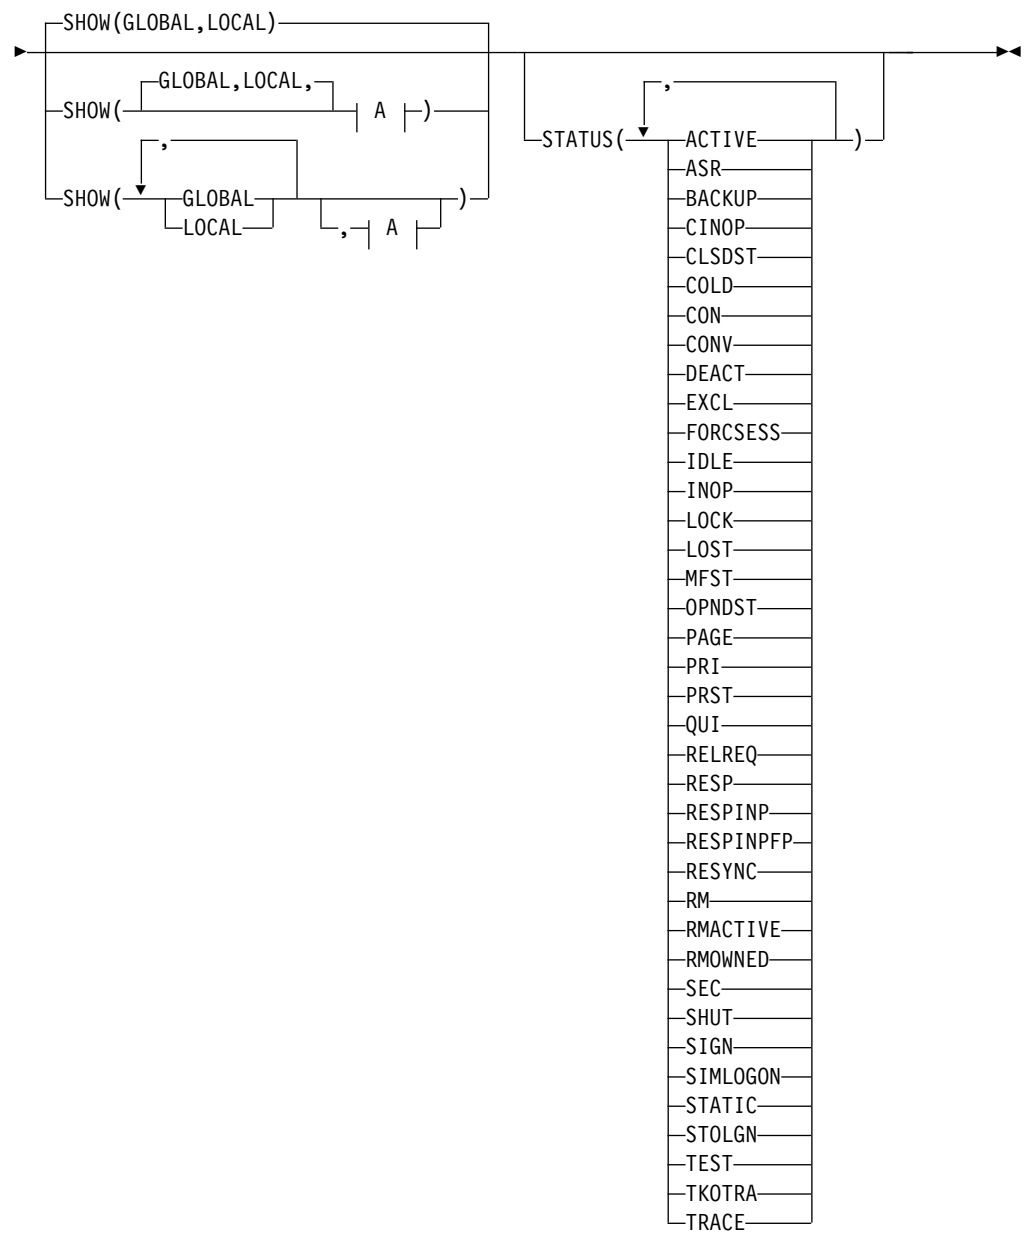 SHOW(GLOBAL,LOCAL)
GLOBAL,LOCAL,
SHOW( A )
,
SHOW( GLOBAL , A )
LOCAL
,
STATUS( ACTIVE )
ASR
BACKUP
CINOP
CLSDST
COLD
CON
CONV
DEACT
EXCL
FORCSESS
IDLE
INOP
LOCK
LOST
MFST
OPNDST
PAGE
PRI
PRST
QUI
RELREQ
RESP
RESPINP
RESPINPFP
RESYNC
RM
RMACTIVE
RMOWNED
SEC
SHUT
SIGN
SIMLOGON
STATIC
STOLGN
TEST
TKOTRA
TRACE